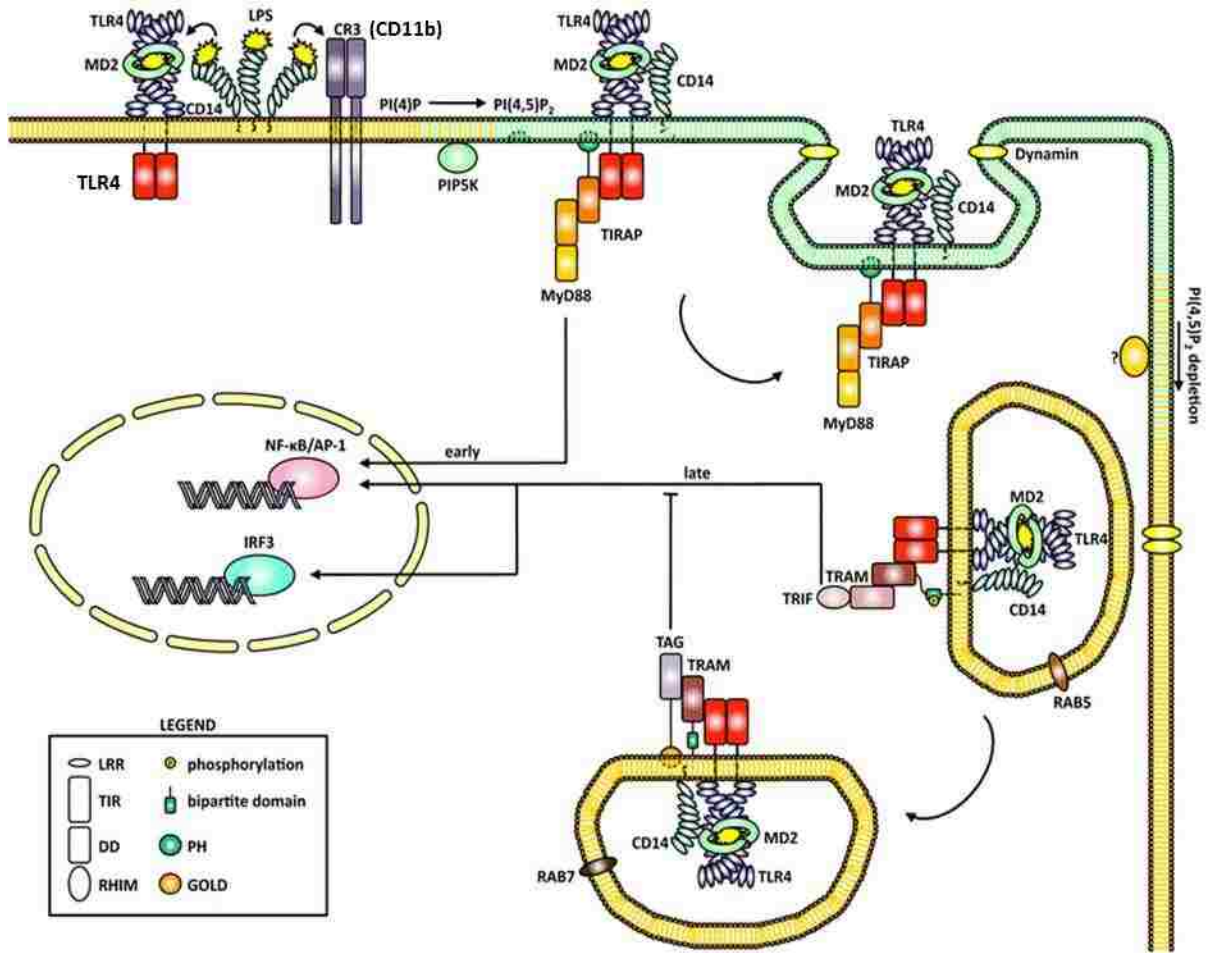 TLR4
LPS
CR3 (CD11b)
MD2
CD14
TLR4
PI(4)P
PI(4,5)P₂
PIP5K
TLR4
MD2
CD14
TIRAP
MyD88
TLR4
MD2
CD14
Dynamin
TIRAP
MyD88
PI(4,5)P₂ depletion
?
NF-κB/AP-1
early
late
IRF3
MD2
TLR4
TRAM
TRIF
CD14
RAB5
TAG
TRAM
CD14
MD2
TLR4
RAB7
LEGEND
LRR
phosphorylation
TIR
bipartite domain
DD
PH
RHIM
GOLD